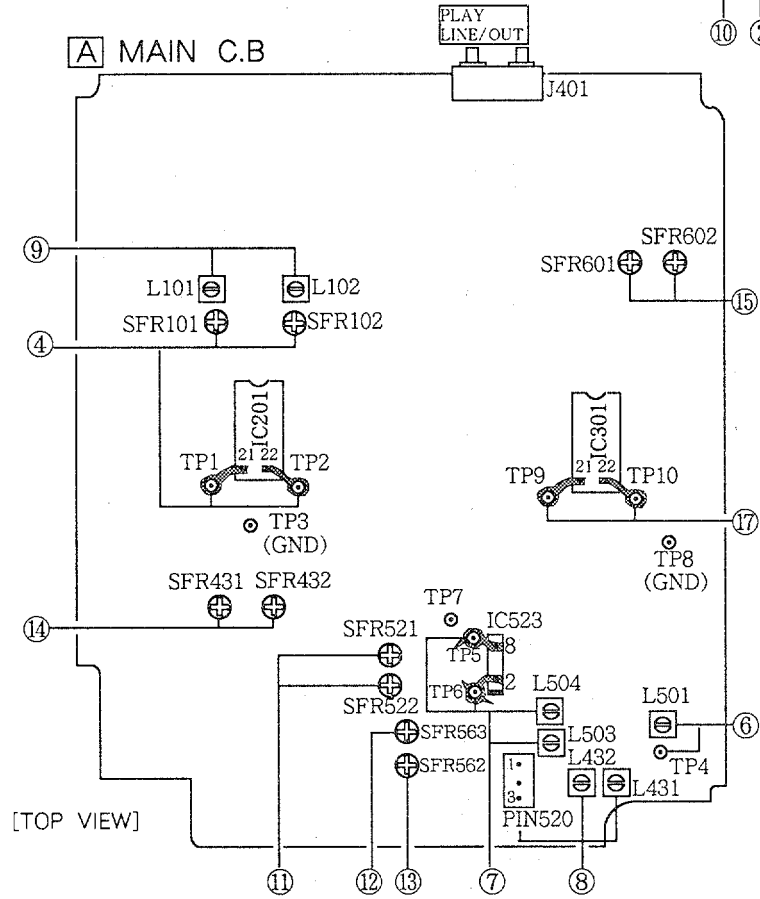 PLAY
LINE/OUT
⑩
A MAIN C.B
J401
⑨
SFR602
SFR601
L101
L102
⑮
SFR101
SFR102
④
IC201
IC301
21 22
21 22
TP1
TP2
TP9
TP10
TP3
(GND)
⑰
TP8
(GND)
SFR431 SFR432
TP7
IC523
⑭
SFR521
8
TP5
2
TP6
SFR522
L504
L501
SFR563
L503
⑥
L432
TP4
SFR562
1
L431
3
PIN520
[TOP VIEW]
⑪
⑫
⑬
⑦
⑧